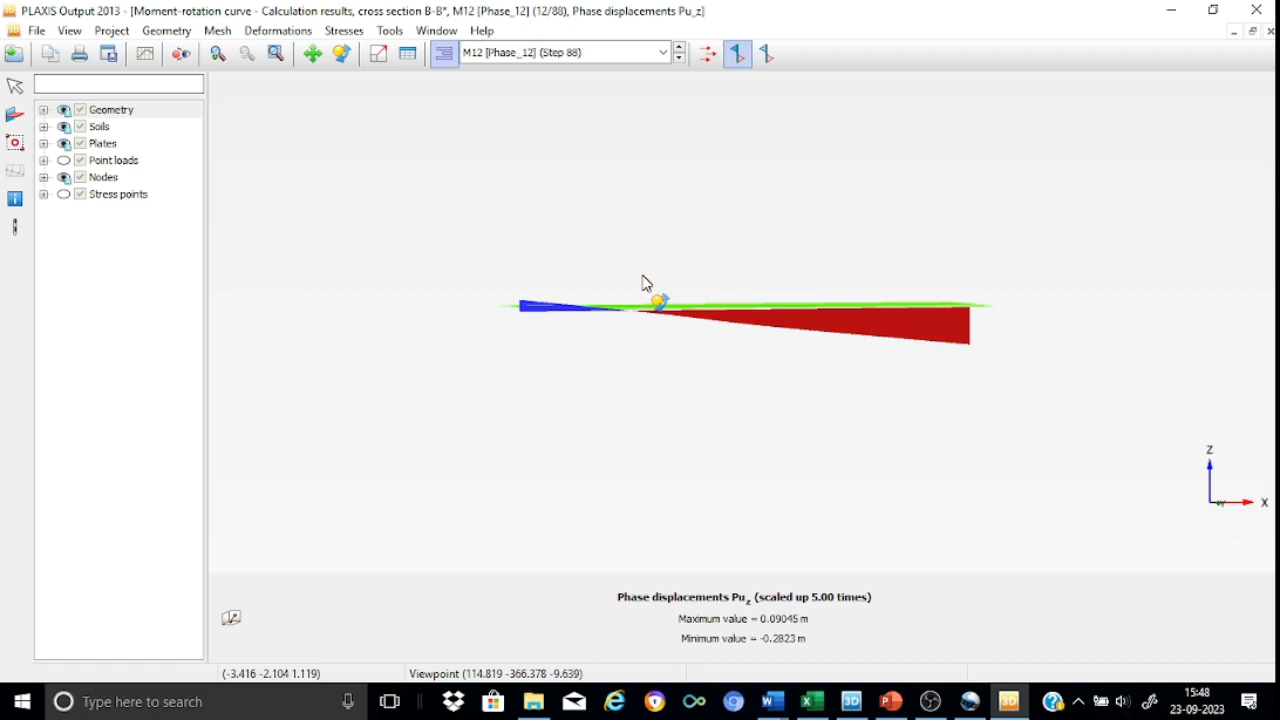 PLAXIS Output 2013 - [Moment-rotation curve - Calculation results, cross section B-B*, M12 [Phase_12] (12/88), Phase displacements Pu_z]
File View Project Geometry Mesh Deformations Stresses Tools Window Help
M12 [Phase_12] (Step 88)
Geometry
Soils
Plates
Point loads
Nodes
Stress points
Z
X
Y
Phase displacements Puz (scaled up 5.00 times)
Maximum value = 0.09045 m
Minimum value = -0.2823 m
(-3.416 -2.104 1.119) Viewpoint (114.819 -366.378 -9.639)
Type here to search
15:48
23-09-2023